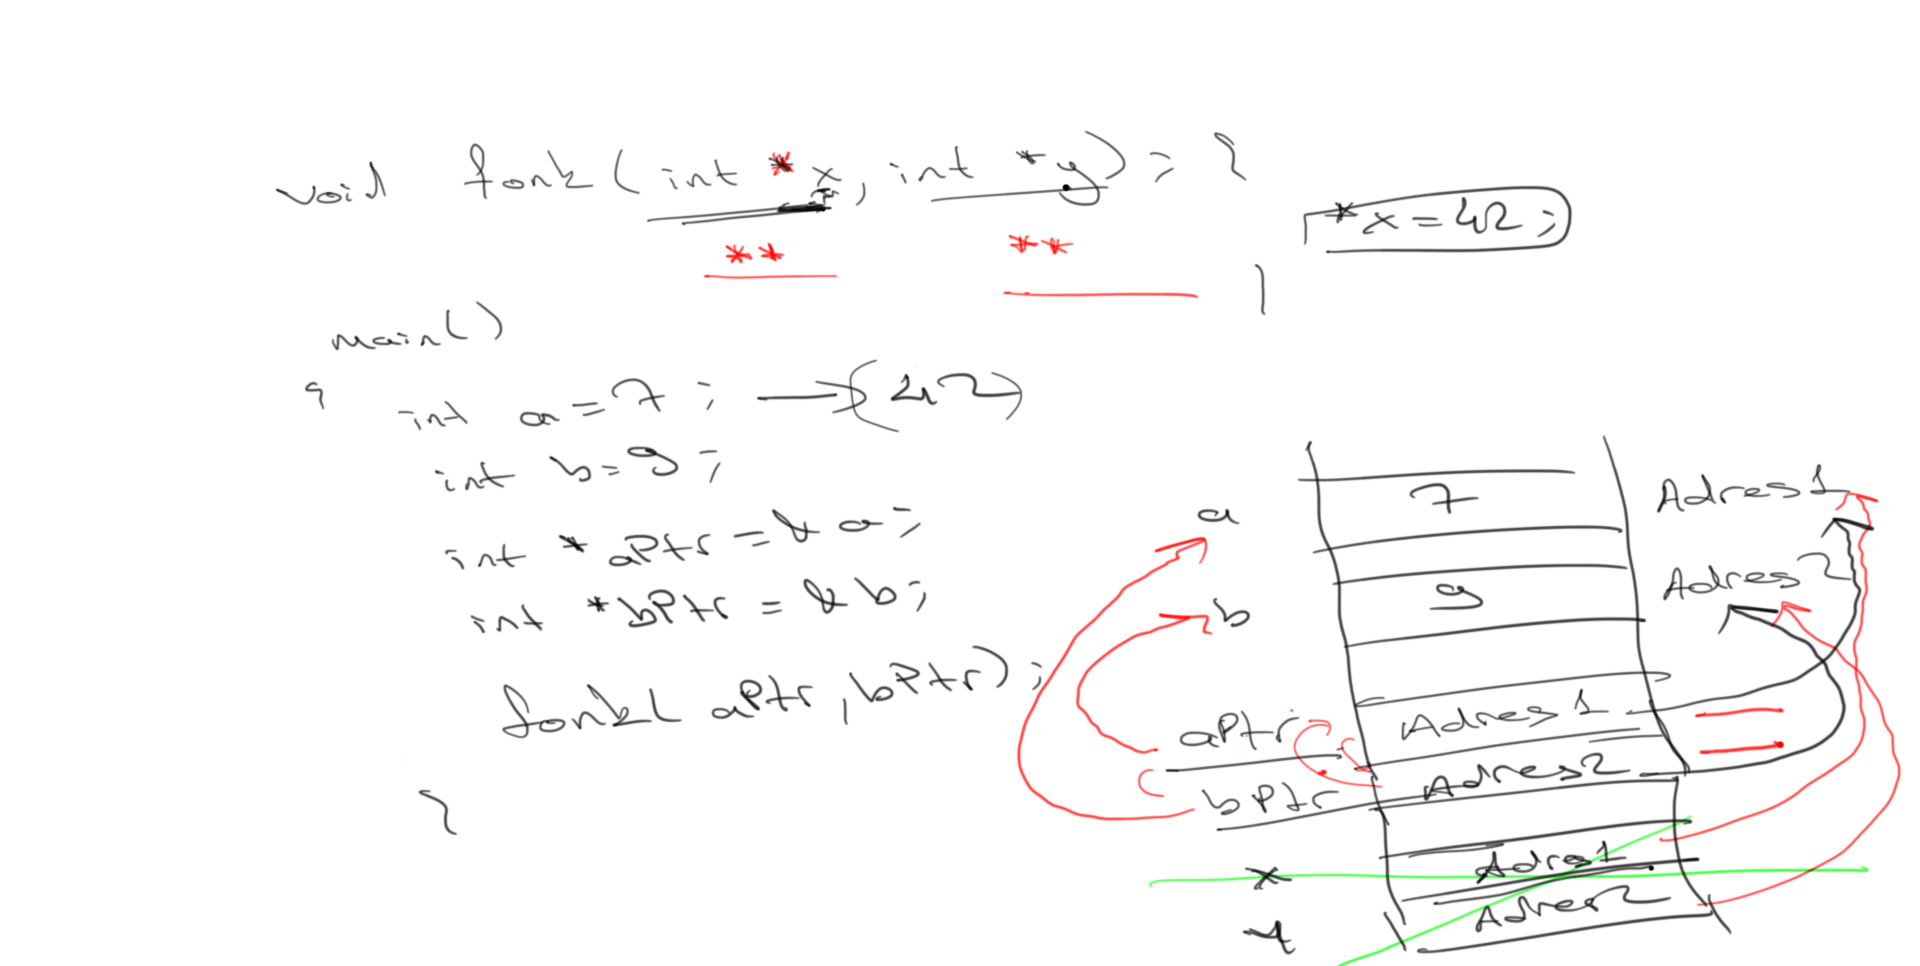 void fonk(int *x, int *y); {
** **
*x = 42;
main()
{
int a = 7; → (42)
int b = 9;
int *aPtr = & a;
int *bPtr = & b;
fonk( aPtr, bPtr);
}
a 7 Adres1
b 9 Adres2
aPtr Adres1
bPtr Adres2
x Adres1
y Adres2